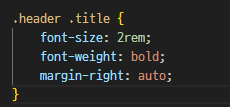 .header .title {
    font-size: 2rem;
    font-weight: bold;
    margin-right: auto;
}